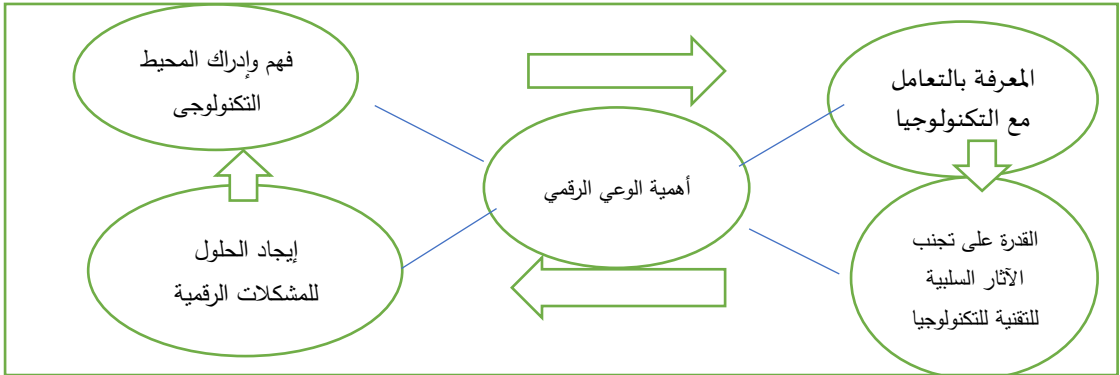 المعرفة بالتعامل
مع التكنولوجيا
فهم وإدراك المحيط
التكنولوجى
أهمية الوعي الرقمي
القدرة على تجنب
الآثار السلبية
للتقنية للتكنولوجيا
إيجاد الحلول
للمشكلات الرقمية